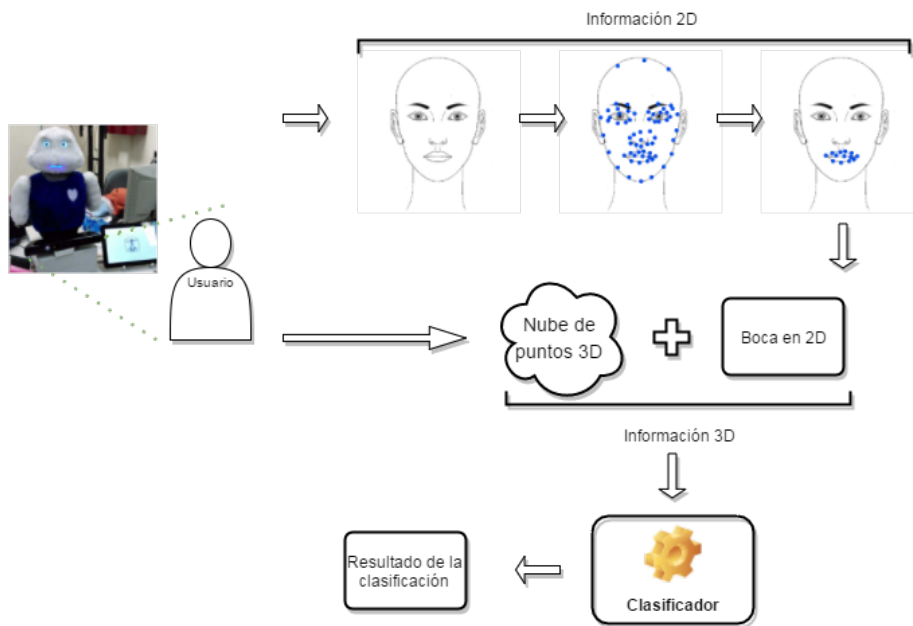 Información 2D
Usuario
Nube de
puntos 3D
Boca en 2D
Información 3D
Resultado de la
clasificación
Clasificador